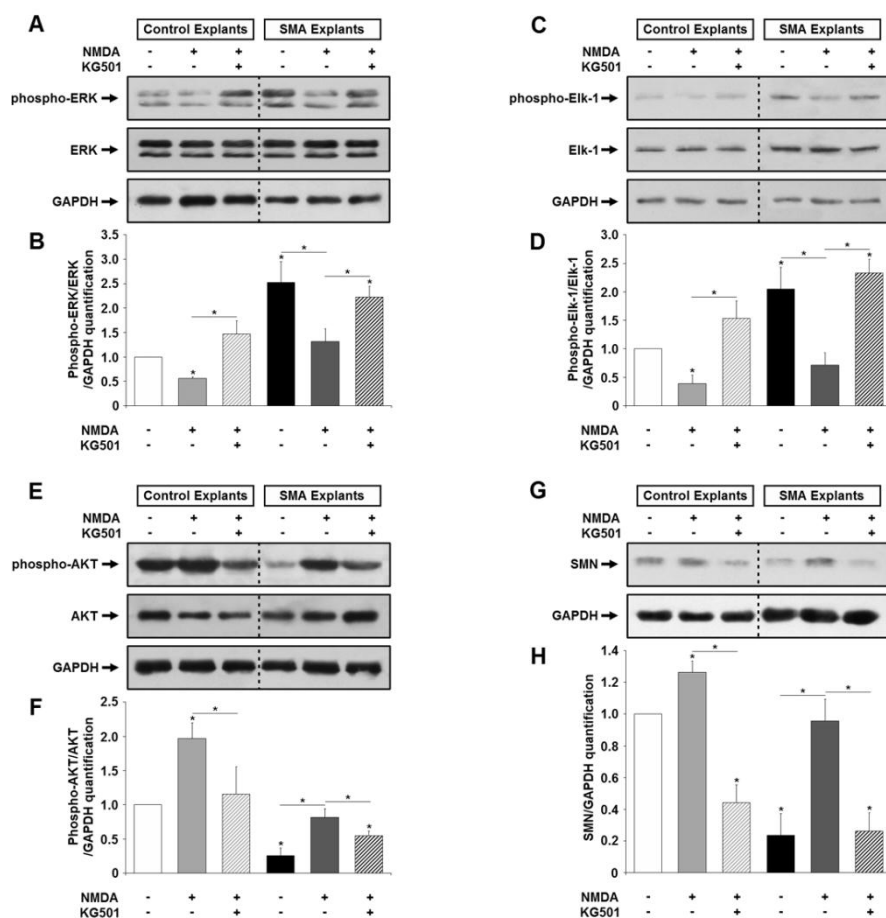 A
Control Explants SMA Explants
NMDA - + + - + +
KG501 + +
phospho-ERK
ERK
GAPDH
B
Phospho-ERK/ERK
/GAPDH quantification
3.0
2.5
2.0
1.5
1.0
0.5
0
* * * * * *
NMDA - + + - + +
KG501 + +
C
Control Explants SMA Explants
NMDA - + + - + +
KG501 + +
phospho-Elk-1
Elk-1
GAPDH
D
Phospho-Elk-1/Elk-1
/GAPDH quantification
3.0
2.5
2.0
1.5
1.0
0.5
0
* * * * * *
NMDA - + + - + +
KG501 + +
E
Control Explants SMA Explants
NMDA - + + - + +
KG501 + +
phospho-AKT
AKT
GAPDH
F
Phospho-AKT/AKT
/GAPDH quantification
2.5
2.0
1.5
1.0
0.5
0
* * * * * *
NMDA - + + - + +
KG501 + +
G
Control Explants SMA Explants
NMDA - + + - + +
KG501 + +
SMN
GAPDH
H
SMN/GAPDH quantification
1.4
1.2
1.0
0.8
0.6
0.4
0.2
0
* * * * * * *
NMDA - + + - + +
KG501 + +